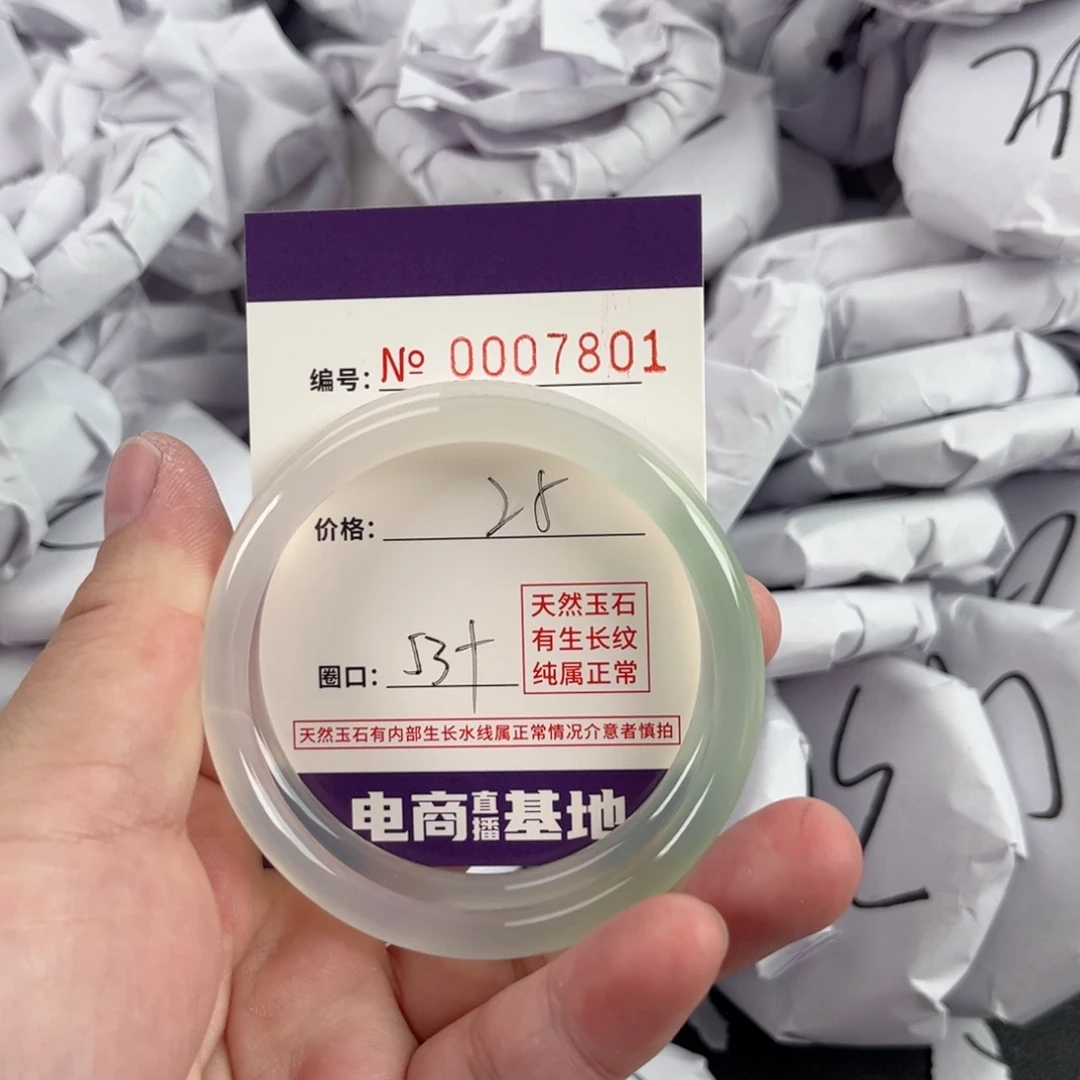 编号: № 0007801
价格: 28
圈口: 53+
天然玉石
有生长纹
纯属正常
天然玉石有内部生长水线属正常情况介意者慎拍
电商直播基地